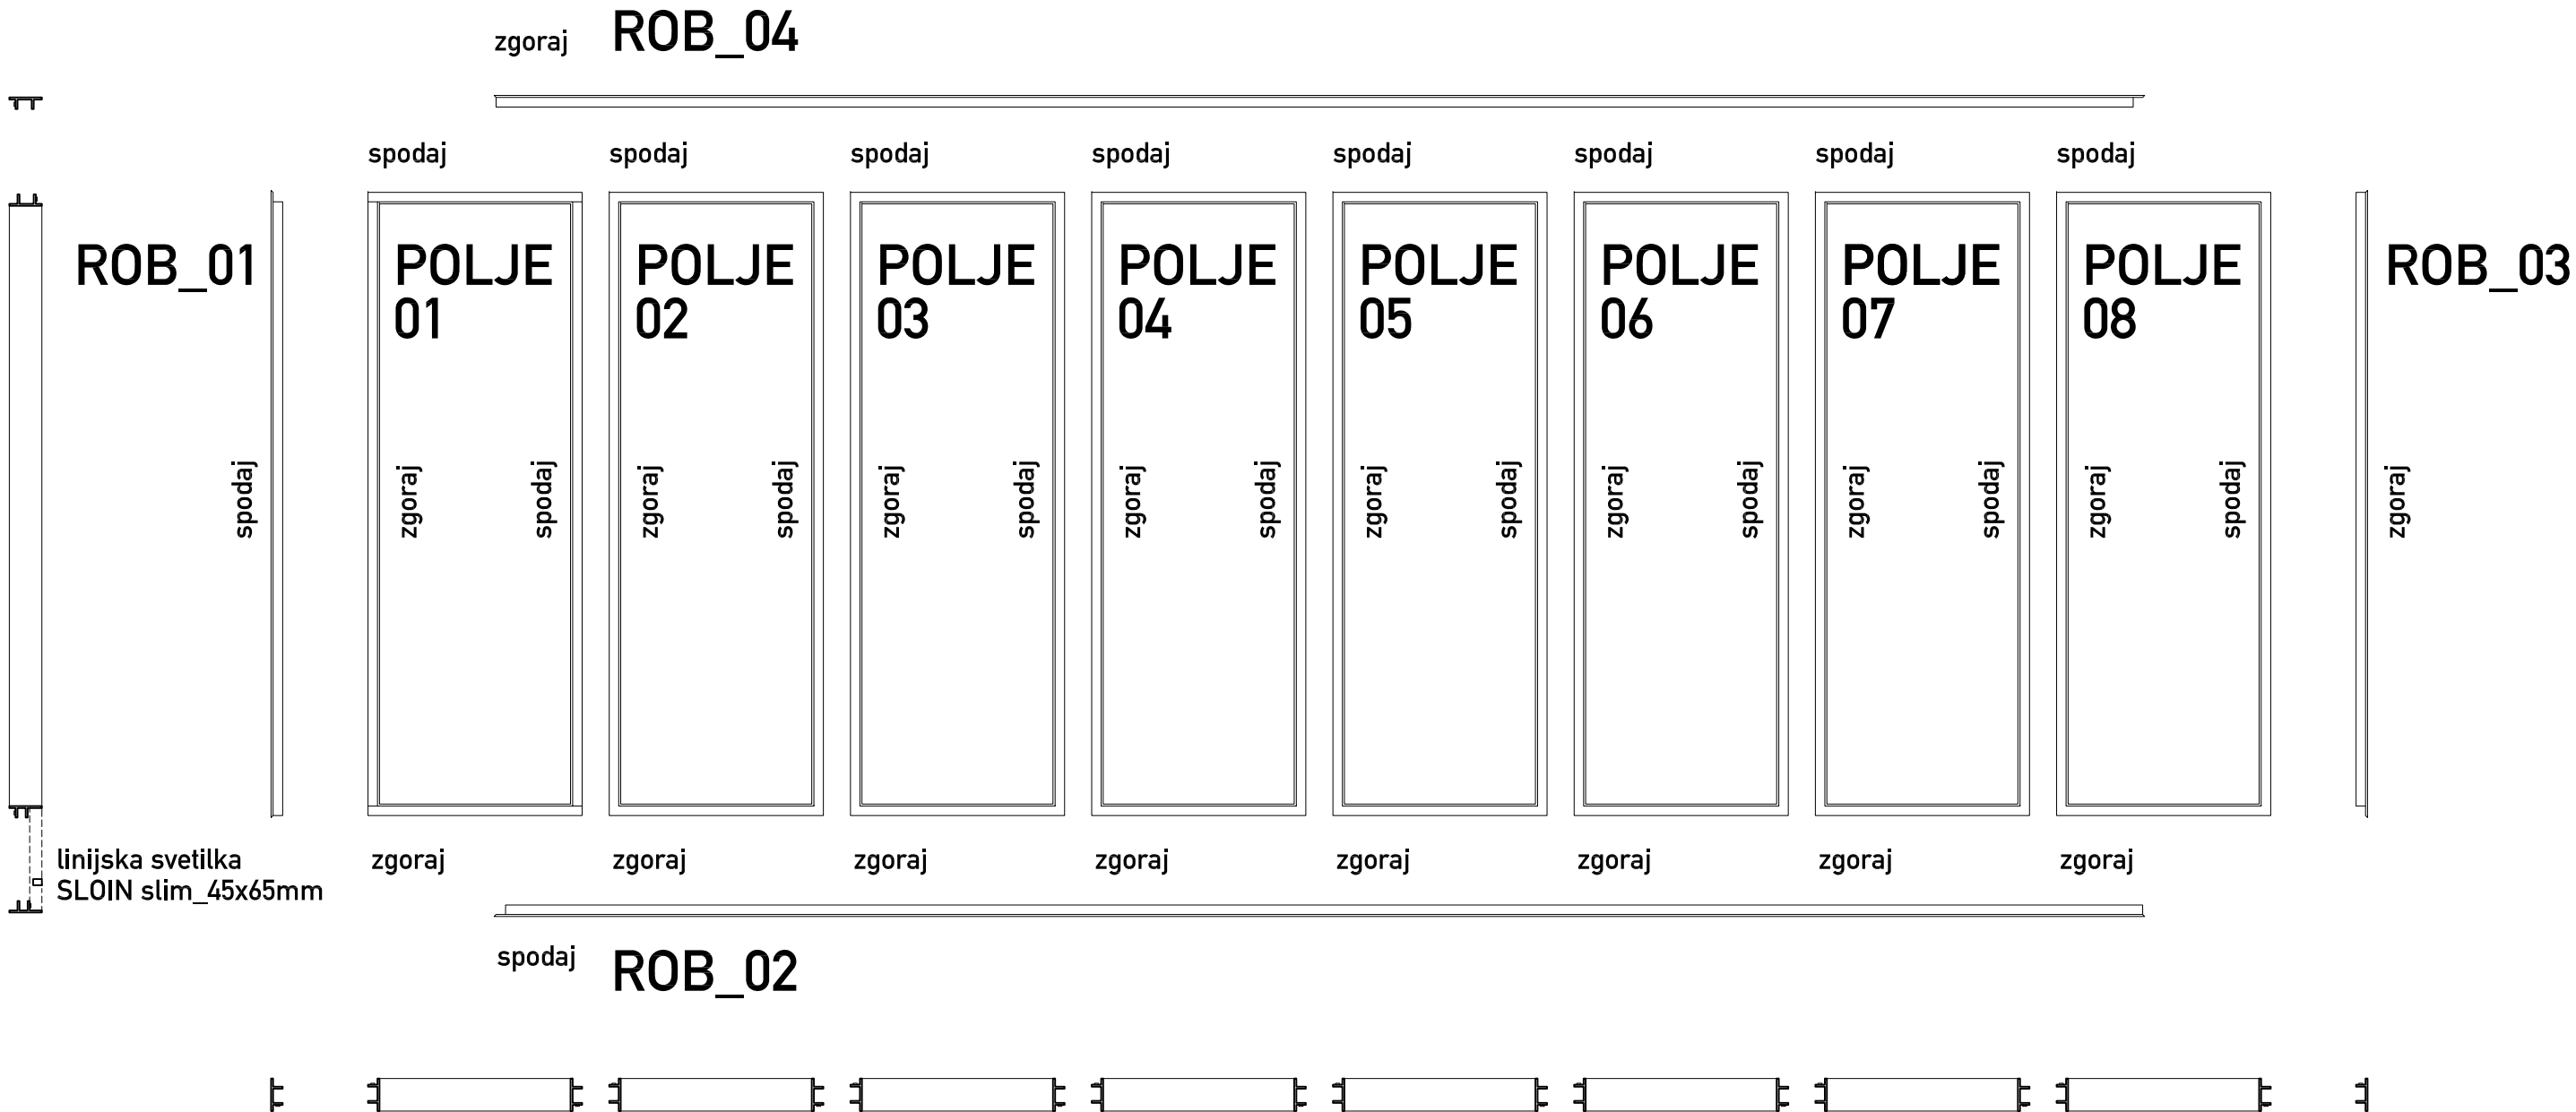 zgoraj ROB_04
spodaj spodaj spodaj spodaj spodaj spodaj spodaj spodaj
ROB_01 POLJE POLJE POLJE POLJE POLJE POLJE POLJE POLJE ROB_03
01 02 03 04 05 06 07 08
spodaj zgoraj spodaj zgoraj spodaj zgoraj spodaj zgoraj spodaj zgoraj spodaj zgoraj spodaj zgoraj spodaj zgoraj spodaj zgoraj
linijska svetilka zgoraj zgoraj zgoraj zgoraj zgoraj zgoraj zgoraj zgoraj
SLOIN slim_45x65mm
spodaj ROB_02